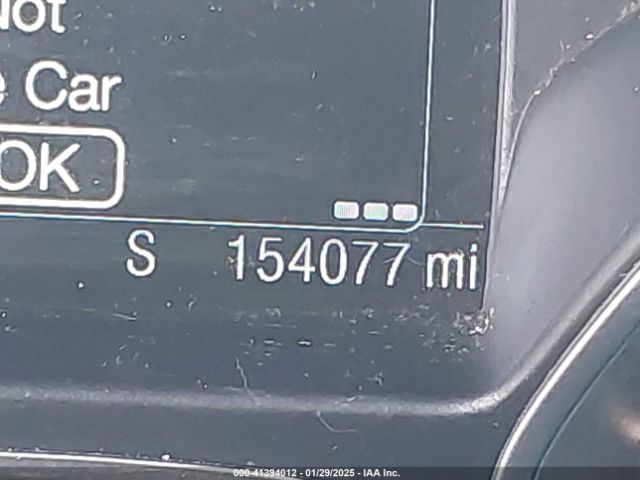 Not
e Car
OK
S 154077 mi
000-41394012 - 01/29/2025 - IAA Inc.